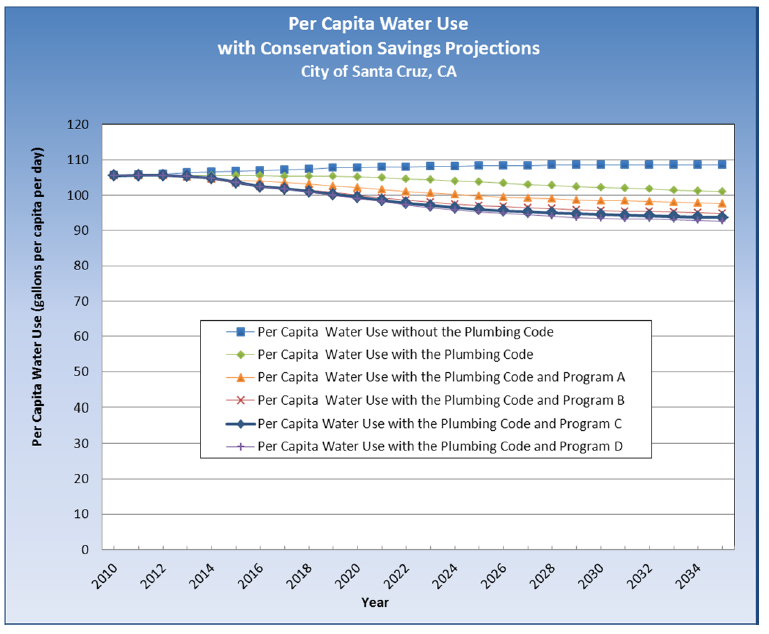 Per Capita Water Use
with Conservation Savings Projections
City of Santa Cruz, CA
Per Capita Water Use (gallons per capita per day)
120
110
100
90
80
70
60
50
40
30
20
10
0
Per Capita Water Use without the Plumbing Code
Per Capita Water Use with the Plumbing Code
Per Capita Water Use with the Plumbing Code and Program A
Per Capita Water Use with the Plumbing Code and Program B
Per Capita Water Use with the Plumbing Code and Program C
Per Capita Water Use with the Plumbing Code and Program D
2010 2012 2014 2016 2018 2020 2022 2024 2026 2028 2030 2032 2034
Year